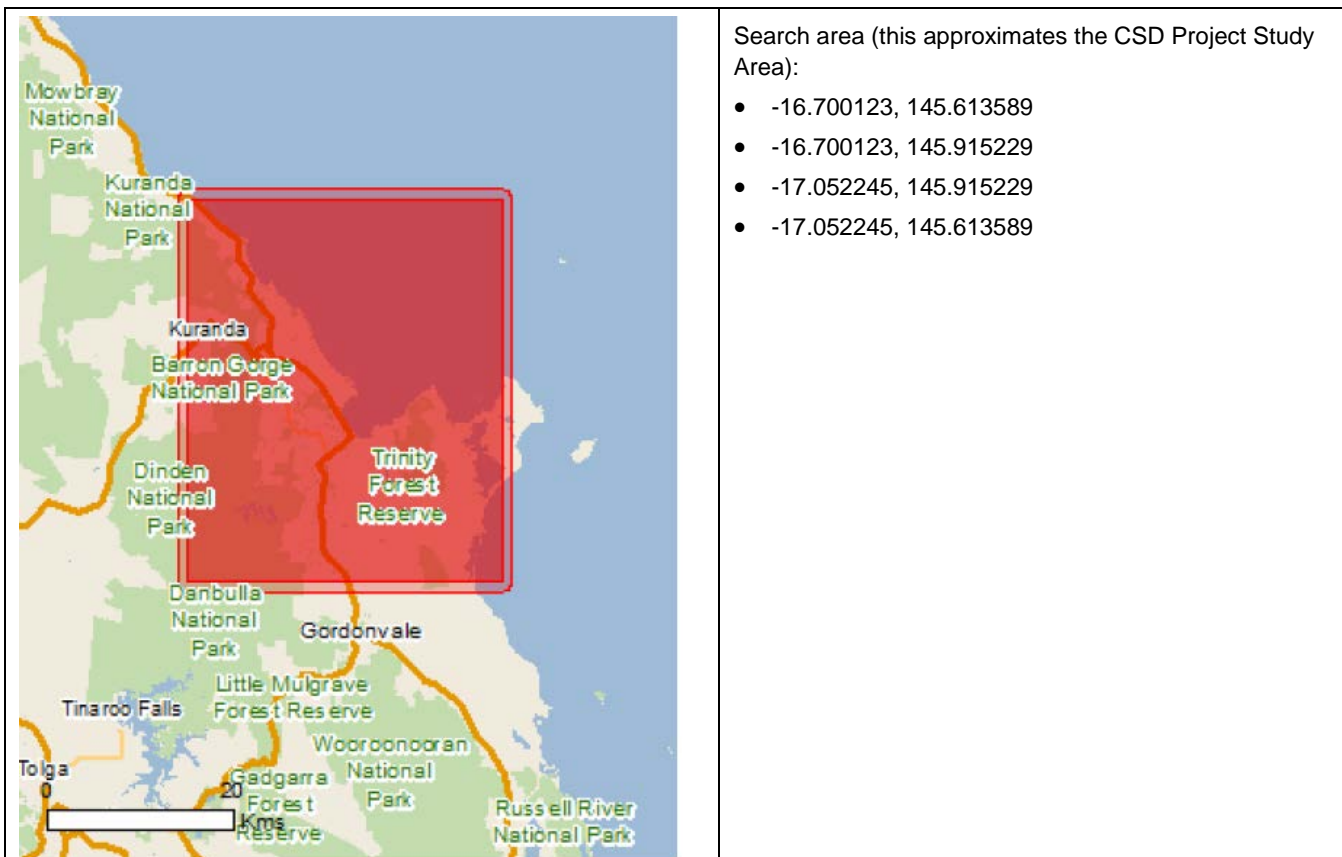 Mowbray
National
Park
Kuranda
National
Park
Kuranda
Barron Gorge
National Park
Dinden
National
Park
Trinity
Forest
Reserve
Danbulla
National
Park
Gordonvale
Little Mulgrave
Forest Reserve
Tinaroo Falls
Wooroonooran
National
Park
Tolga
Gadgarra
Forest
Reserve
0
20
Kms
Russell River
National Park
Search area (this approximates the CSD Project Study
Area):
• -16.700123, 145.613589
• -16.700123, 145.915229
• -17.052245, 145.915229
• -17.052245, 145.613589